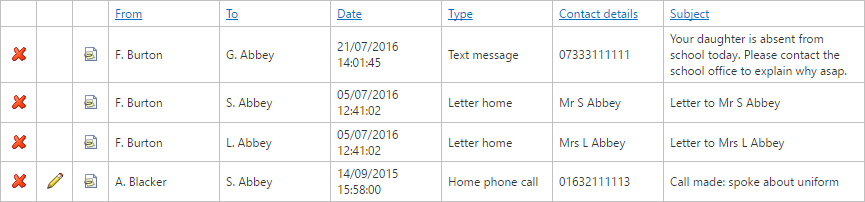 From To Date Type Contact details Subject
F. Burton G. Abbey 21/07/2016 14:01:45 Text message 07333111111 Your daughter is absent from
school today. Please contact the
school office to explain why asap.
F. Burton S. Abbey 05/07/2016 12:41:02 Letter home Mr S Abbey Letter to Mr S Abbey
F. Burton L. Abbey 05/07/2016 12:41:02 Letter home Mrs L Abbey Letter to Mrs L Abbey
A. Blacker S. Abbey 14/09/2015 15:58:00 Home phone call 01632111113 Call made: spoke about uniform